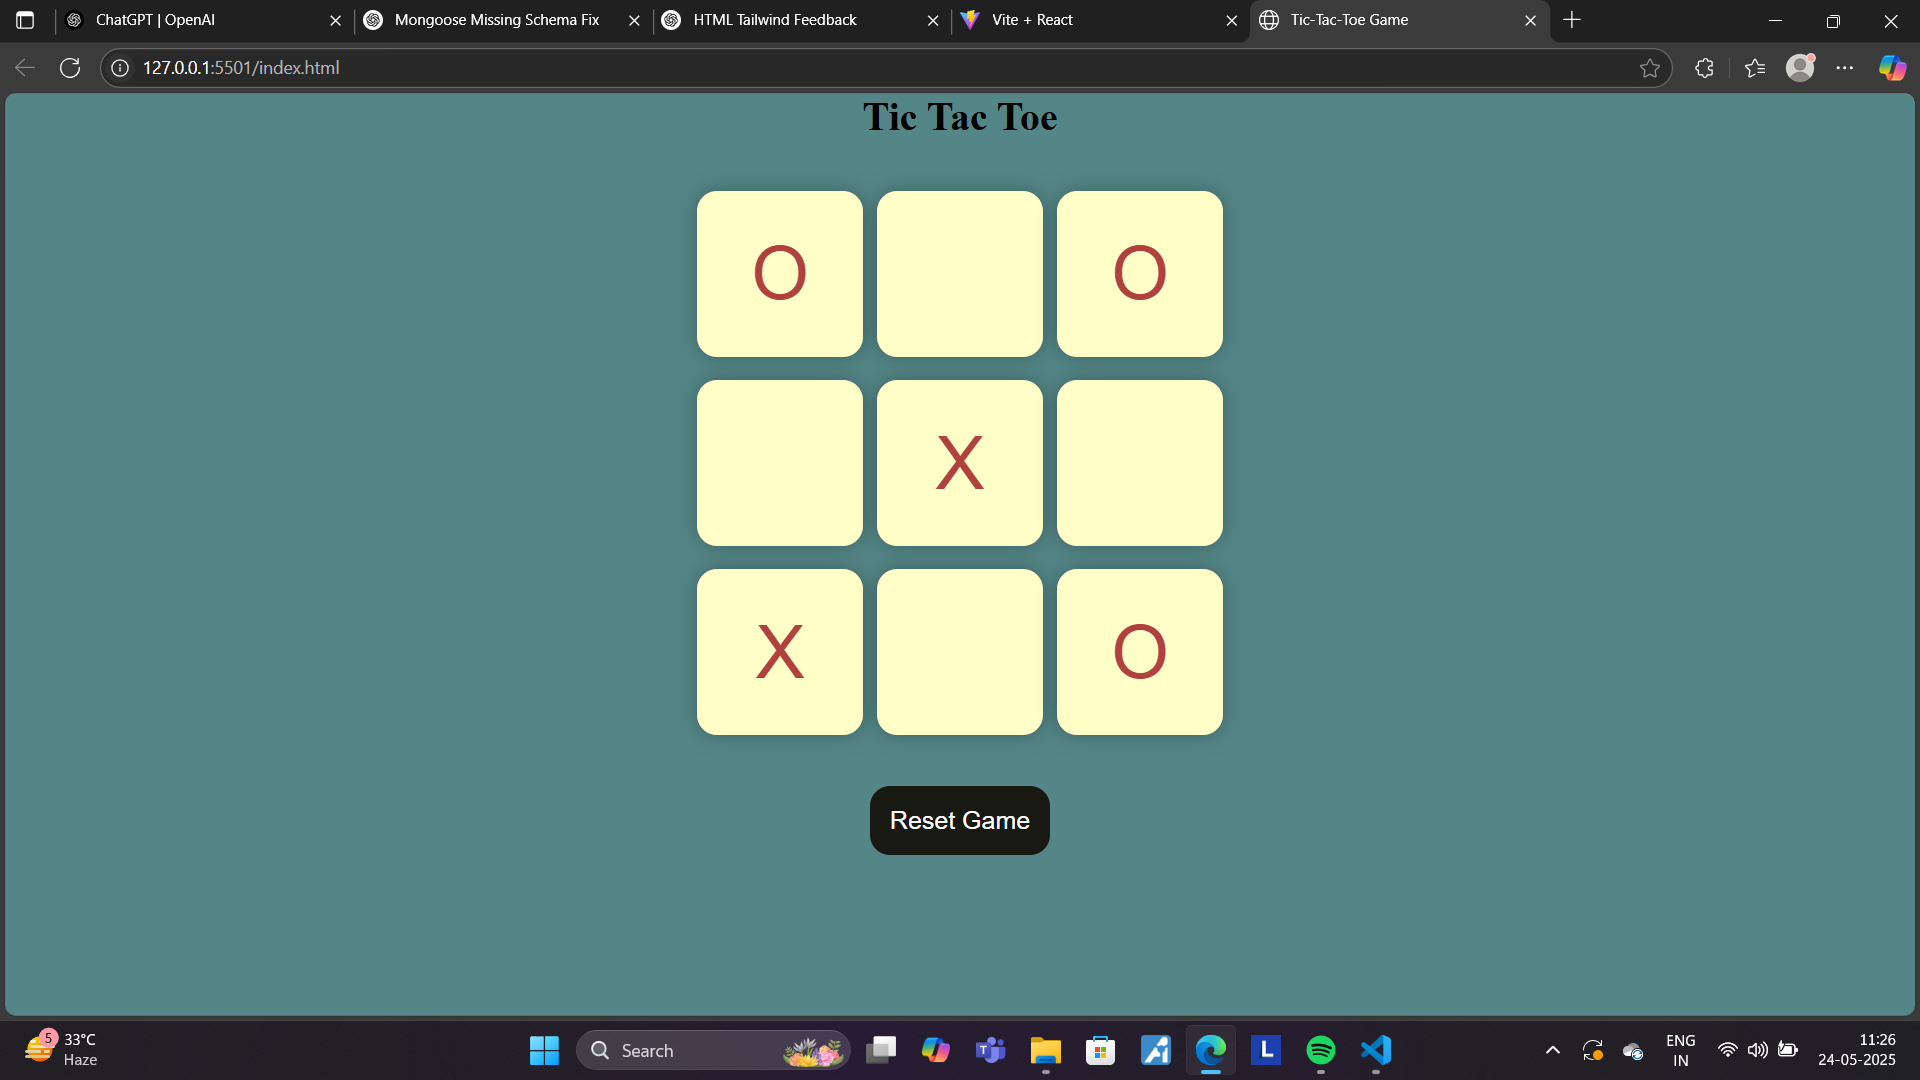 ChatGPT | OpenAI
Mongoose Missing Schema Fix
HTML Tailwind Feedback
Vite + React
Tic-Tac-Toe Game
127.0.0.1:5501/index.html
Tic Tac Toe
O O
X
X O
Reset Game
5
33°C
Haze
Search
T
L
ENG
IN
11:26
24-05-2025